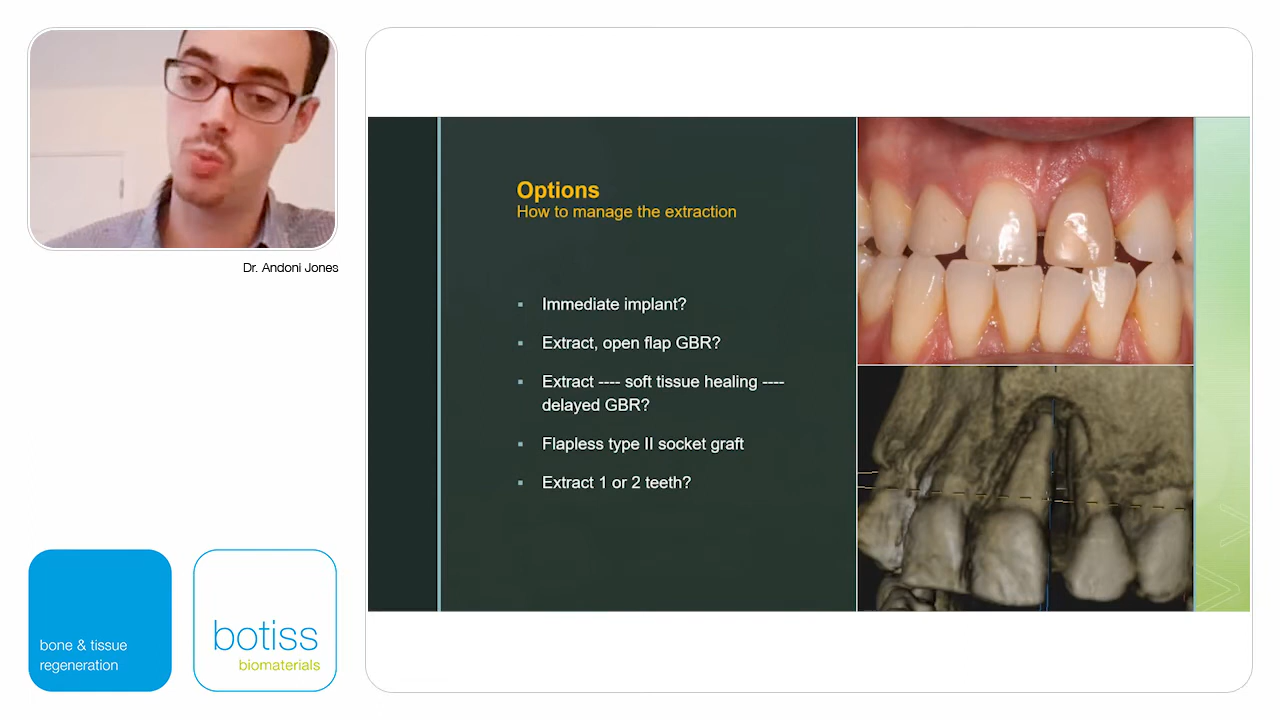 Dr. Andoni Jones
Options
How to manage the extraction
▪ Immediate implant?
▪ Extract, open flap GBR?
▪ Extract ---- soft tissue healing ----
delayed GBR?
▪ Flapless type II socket graft
▪ Extract 1 or 2 teeth?
bone & tissue
regeneration
botiss
biomaterials